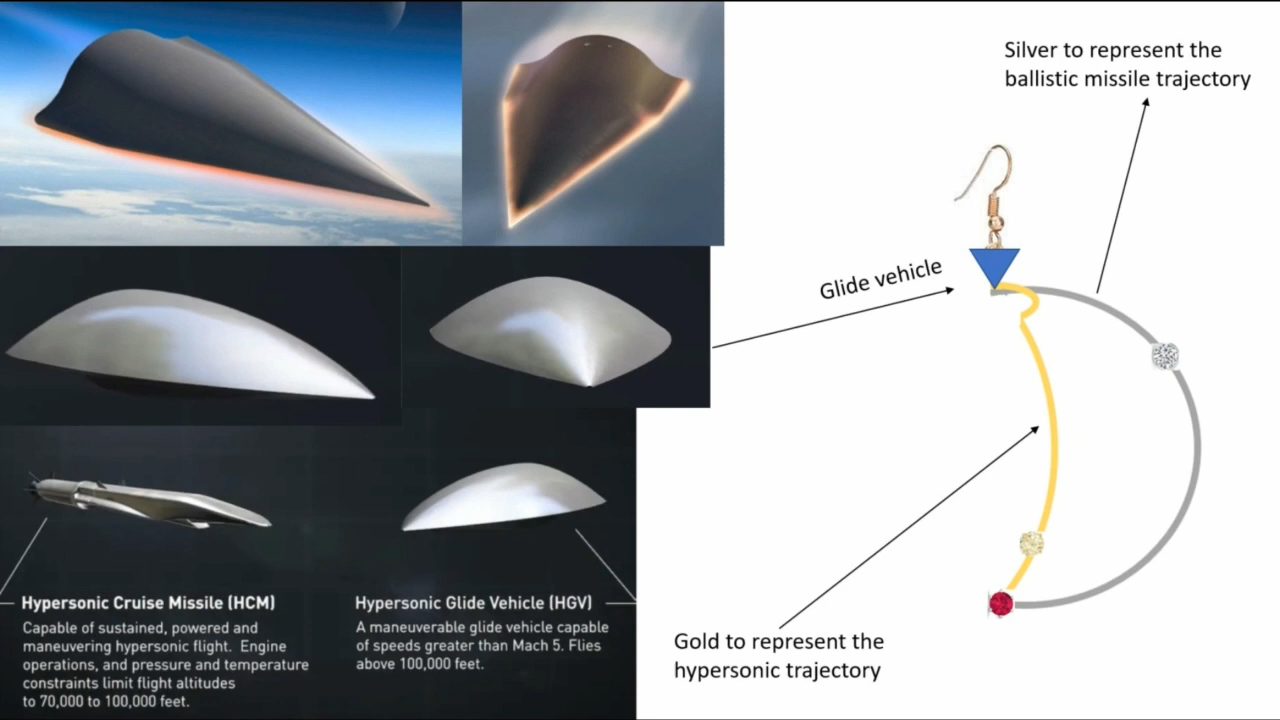 Silver to represent the
ballistic missile trajectory
Glide vehicle
Gold to represent the
hypersonic trajectory
Hypersonic Cruise Missile (HCM)
Capable of sustained, powered and
maneuvering hypersonic flight. Engine
operations, and pressure and temperature
constraints limit flight altitudes
to 70,000 to 100,000 feet.
Hypersonic Glide Vehicle (HGV)
A maneuverable glide vehicle capable
of speeds greater than Mach 5. Flies
above 100,000 feet.